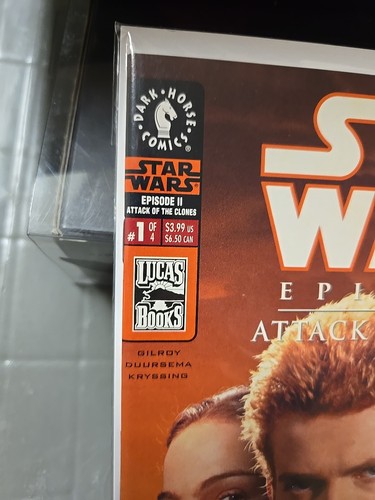 DARK HORSE
COMICS
®
STAR
WARS®
EPISODE II
ATTACK OF THE CLONES
#1 OF 4
$3.99 US
$6.50 CAN
LUCAS
BOOKS
GILROY
DUURSEMA
KRYSSING
S
W
EPI
ATTACK